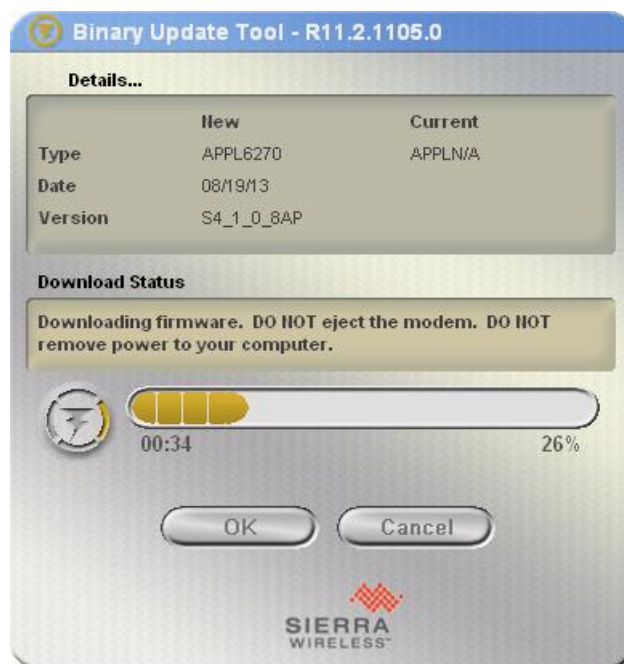 Binary Update Tool - R11.2.1105.0
Details...
New Current
Type APPL6270 APPLN/A
Date 08/19/13
Version S4_1_0_8AP
Download Status
Downloading firmware. DO NOT eject the modem. DO NOT
remove power to your computer.
00:34 26%
OK Cancel
SIERRA
WIRELESS™